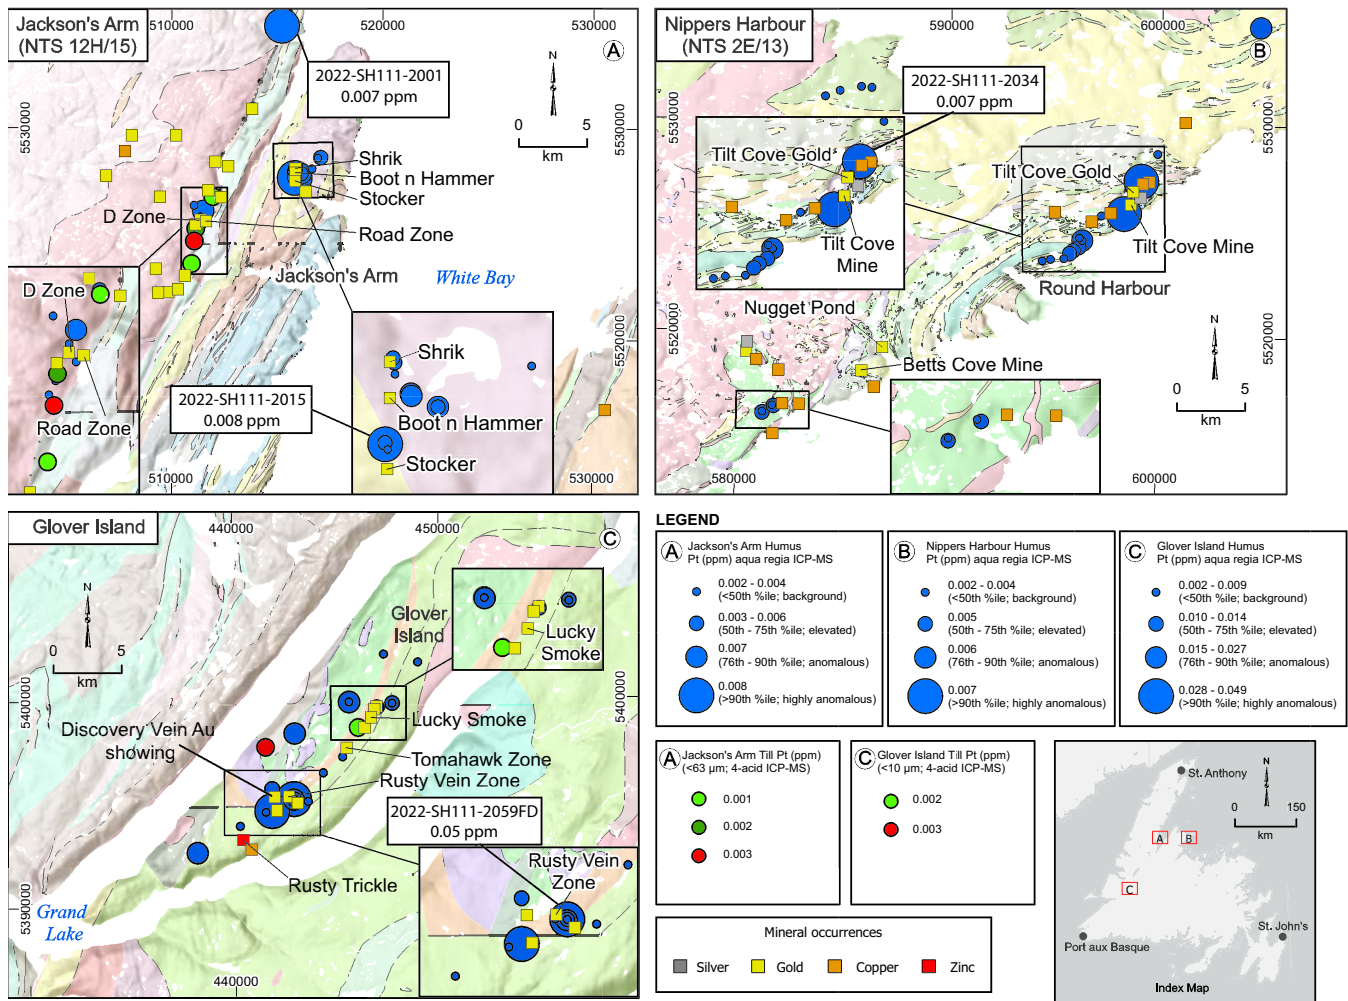 Jackson's Arm
(NTS 12H/15)
510000
520000
530000
A
2022-SH111-2001
0.007 ppm
N
0
5
km
5530000
5530000
Shrik
Boot n Hammer
Stocker
D Zone
Road Zone
Jackson's Arm
White Bay
D Zone
Road Zone
2022-SH111-2015
0.008 ppm
Shrik
Boot n Hammer
Stocker
5520000
510000
530000
Nippers Harbour
(NTS 2E/13)
590000
600000
B
2022-SH111-2034
0.007 ppm
5530000
5530000
Tilt Cove Gold
Tilt Cove
Mine
Tilt Cove Gold
Tilt Cove Mine
Round Harbour
Nugget Pond
Betts Cove Mine
N
0
5
km
5520000
5520000
580000
600000
Glover Island
440000
450000
C
N
0
5
km
Glover
Island
Lucky
Smoke
Lucky Smoke
5400000
5400000
Discovery Vein Au
showing
Tomahawk Zone
Rusty Vein Zone
2022-SH111-2059FD
0.05 ppm
Rusty Vein
Zone
Rusty Trickle
5390000
Grand
Lake
440000
LEGEND
A
Jackson's Arm Humus
Pt (ppm) aqua regia ICP-MS
0.002 - 0.004
(<50th %ile; background)
0.003 - 0.006
(50th - 75th %ile; elevated)
0.007
(76th - 90th %ile; anomalous)
0.008
(>90th %ile; highly anomalous)
B
Nippers Harbour Humus
Pt (ppm) aqua regia ICP-MS
0.002 - 0.004
(<50th %ile; background)
0.005
(50th - 75th %ile; elevated)
0.006
(76th - 90th %ile; anomalous)
0.007
(>90th %ile; highly anomalous)
C
Glover Island Humus
Pt (ppm) aqua regia ICP-MS
0.002 - 0.009
(<50th %ile; background)
0.010 - 0.014
(50th - 75th %ile; elevated)
0.015 - 0.027
(76th - 90th %ile; anomalous)
0.028 - 0.049
(>90th %ile; highly anomalous)
A
Jackson's Arm Till Pt (ppm)
(<63 µm; 4-acid ICP-MS)
0.001
0.002
0.003
C
Glover Island Till Pt (ppm)
(<10 µm; 4-acid ICP-MS)
0.002
0.003
Mineral occurrences
Silver
Gold
Copper
Zinc
St. Anthony
N
0
150
km
A
B
C
Port aux Basque
St. John's
Index Map